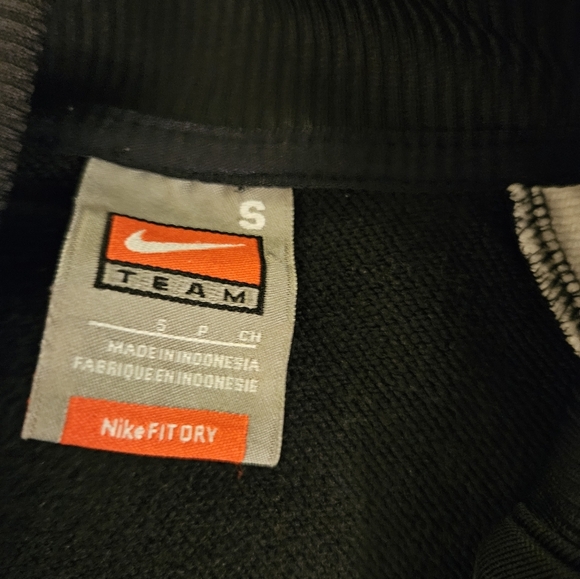 S
TEAM
S P CH
MADE IN INDONESIA
FABRIQUE EN INDONESIE
Nike FIT DRY